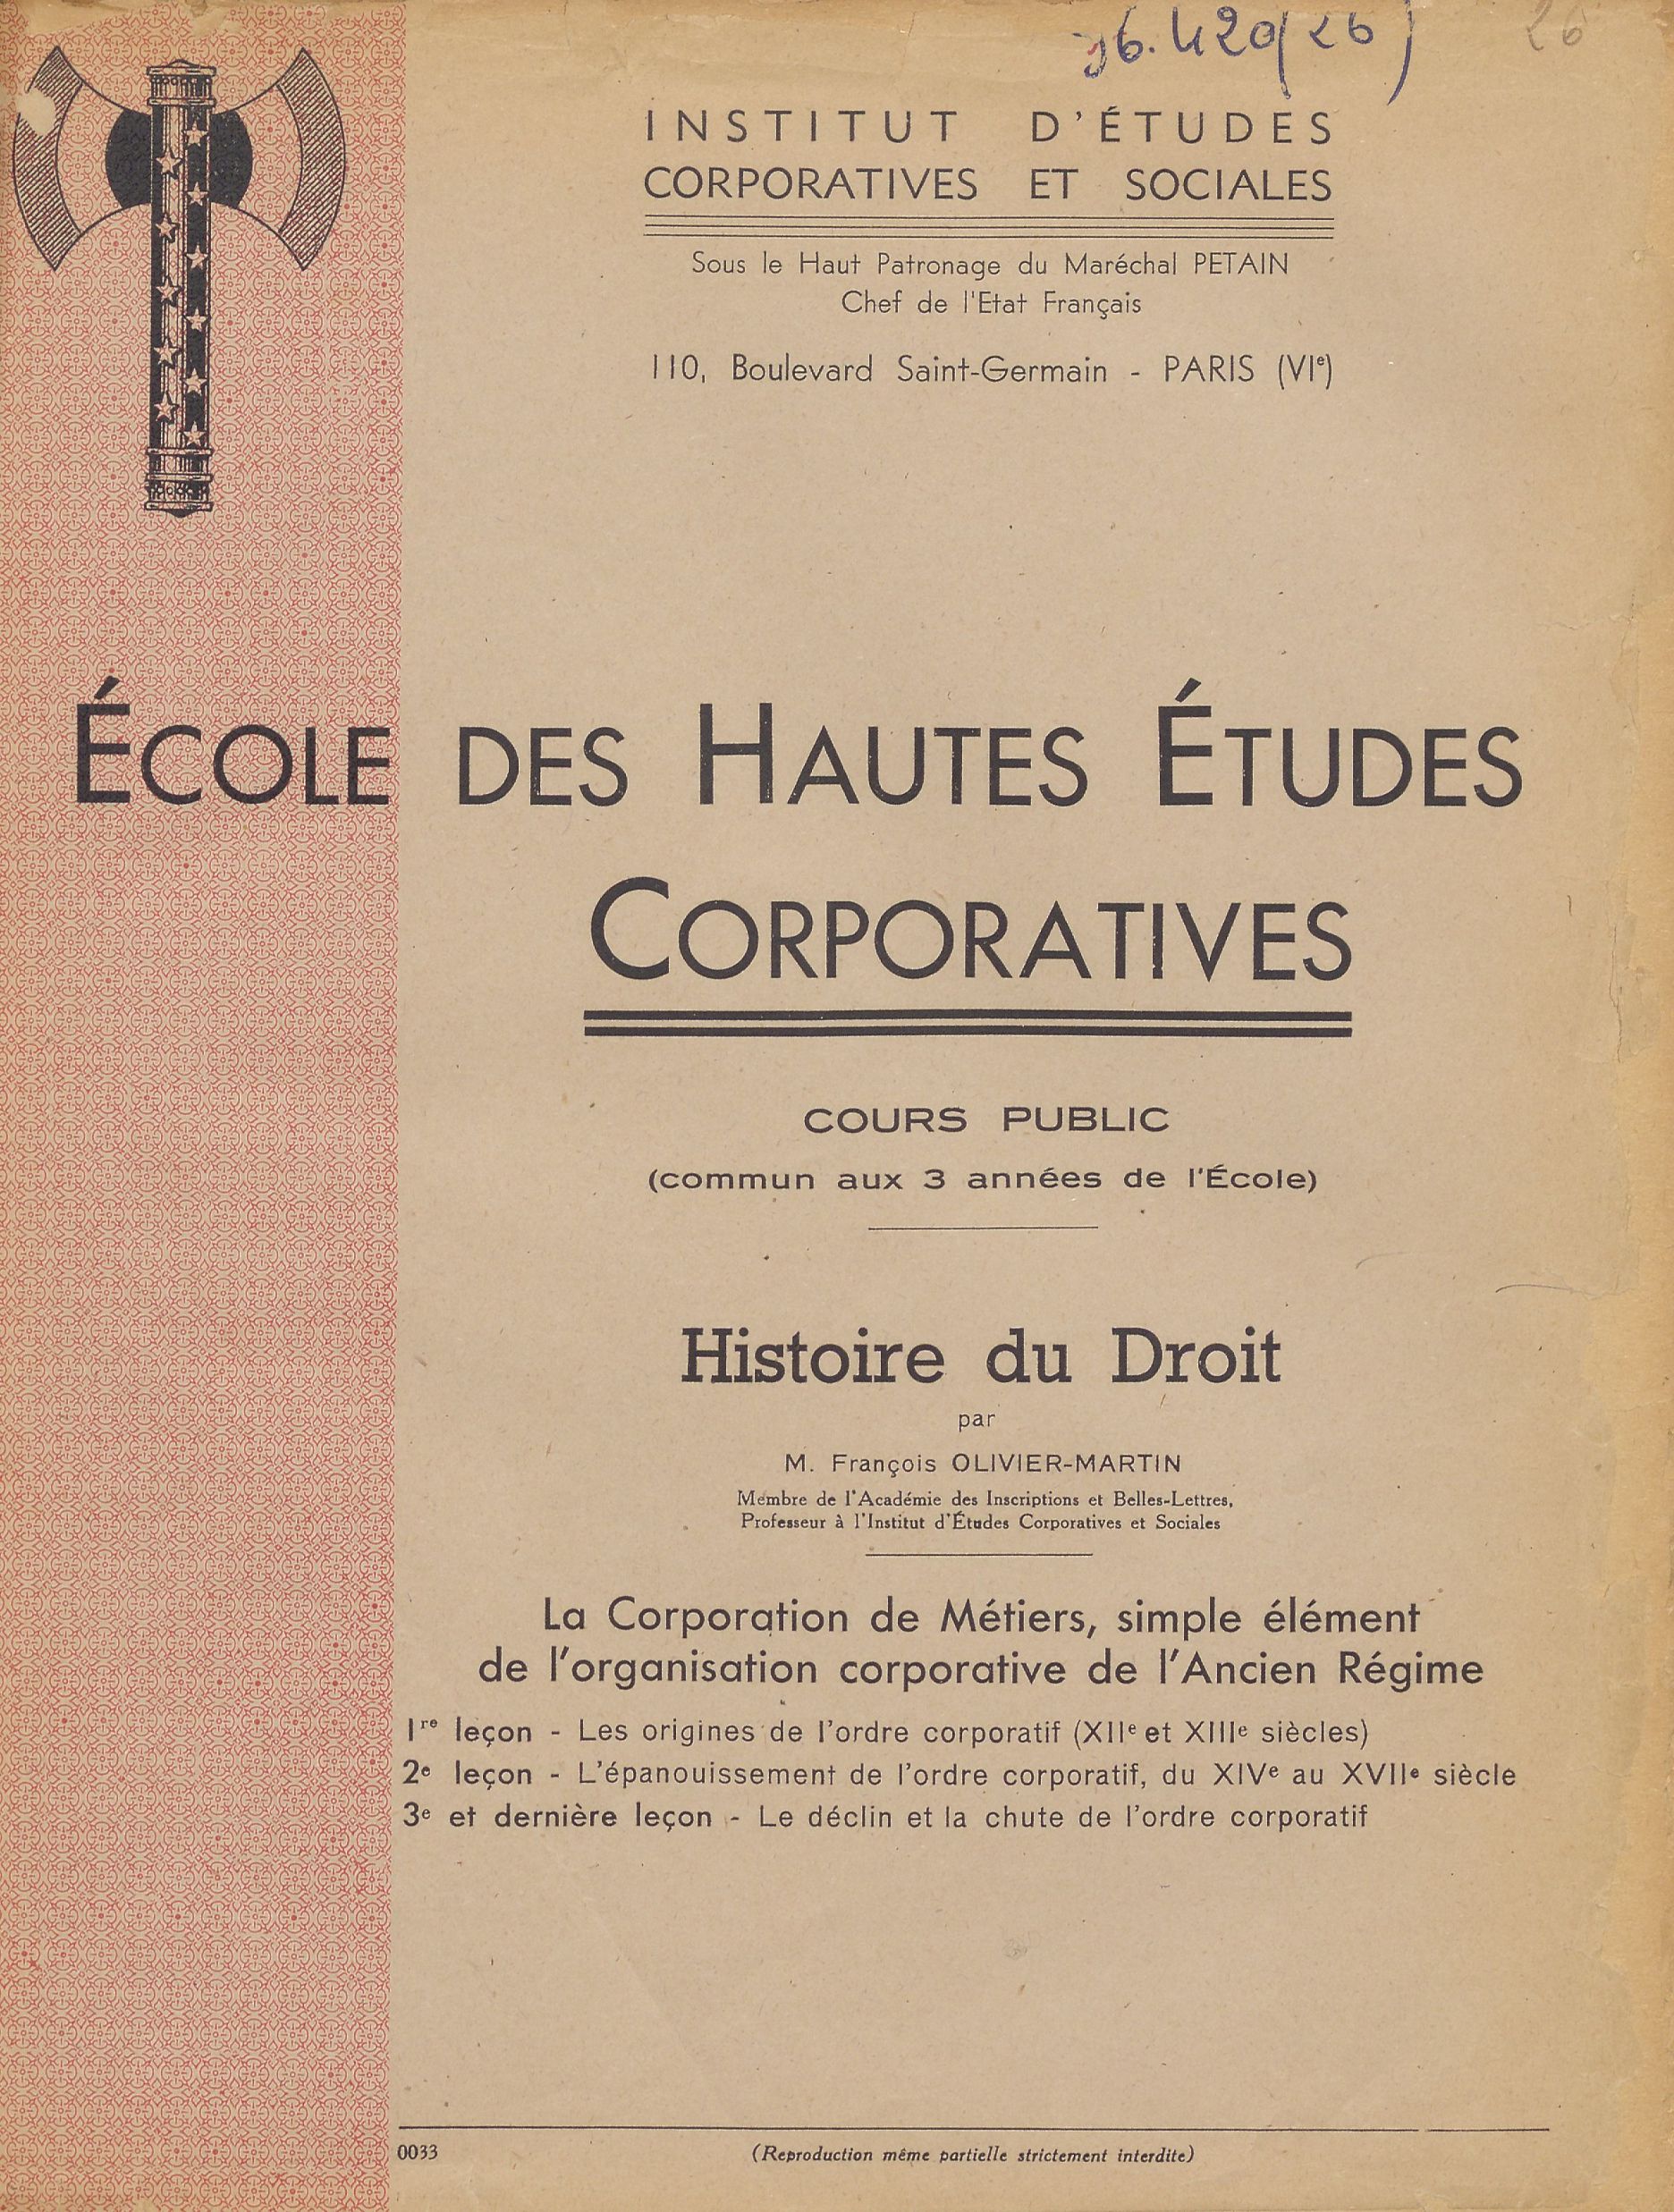 36.420(26)
26
INSTITUT D'ÉTUDES
CORPORATIVES ET SOCIALES
Sous le Haut Patronage du Maréchal PETAIN
Chef de l'Etat Français
110, Boulevard Saint-Germain - PARIS (VIe)
ÉCOLE DES HAUTES ÉTUDES
CORPORATIVES
COURS PUBLIC
(commun aux 3 années de l'École)
Histoire du Droit
par
M. François OLIVIER-MARTIN
Membre de l'Académie des Inscriptions et Belles-Lettres,
Professeur à l'Institut d'Études Corporatives et Sociales
La Corporation de Métiers, simple élément
de l'organisation corporative de l'Ancien Régime
1re leçon - Les origines de l'ordre corporatif (XIIe et XIIIe siècles)
2e leçon - L'épanouissement de l'ordre corporatif, du XIVe au XVIIe siècle
3e et dernière leçon - Le déclin et la chute de l'ordre corporatif
0033
(Reproduction même partielle strictement interdite)